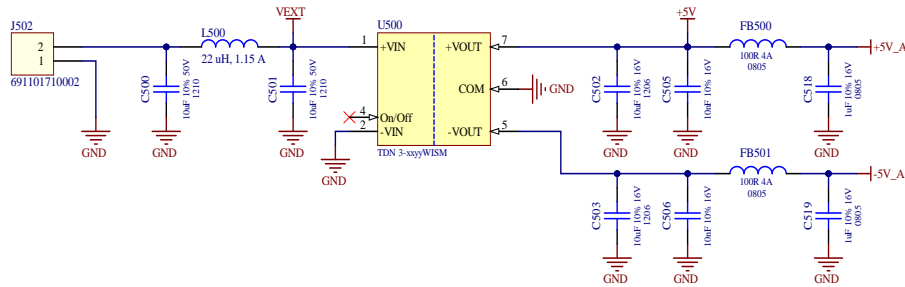 J502
2
1
691101710002
GND
C500
10uF 10% 50V
1210
GND
L500
22 uH, 1.15 A
VEXT
C501
10uF 10% 50V
1210
GND
U500
1
+VIN
4
On/Off
2
-VIN
+VOUT
7
COM
6
GND
-VOUT
5
TDN 3-xxyyWISM
GND
C502
10uF 10% 16V
1206
GND
+5V
C505
10nF 10% 16V
GND
FB500
100R 4A
0805
C518
1uF 10% 16V
0805
GND
+5V_A
C503
10uF 10% 16V
1206
GND
C506
10nF 10% 16V
GND
FB501
100R 4A
0805
C519
1uF 10% 16V
0805
GND
-5V_A